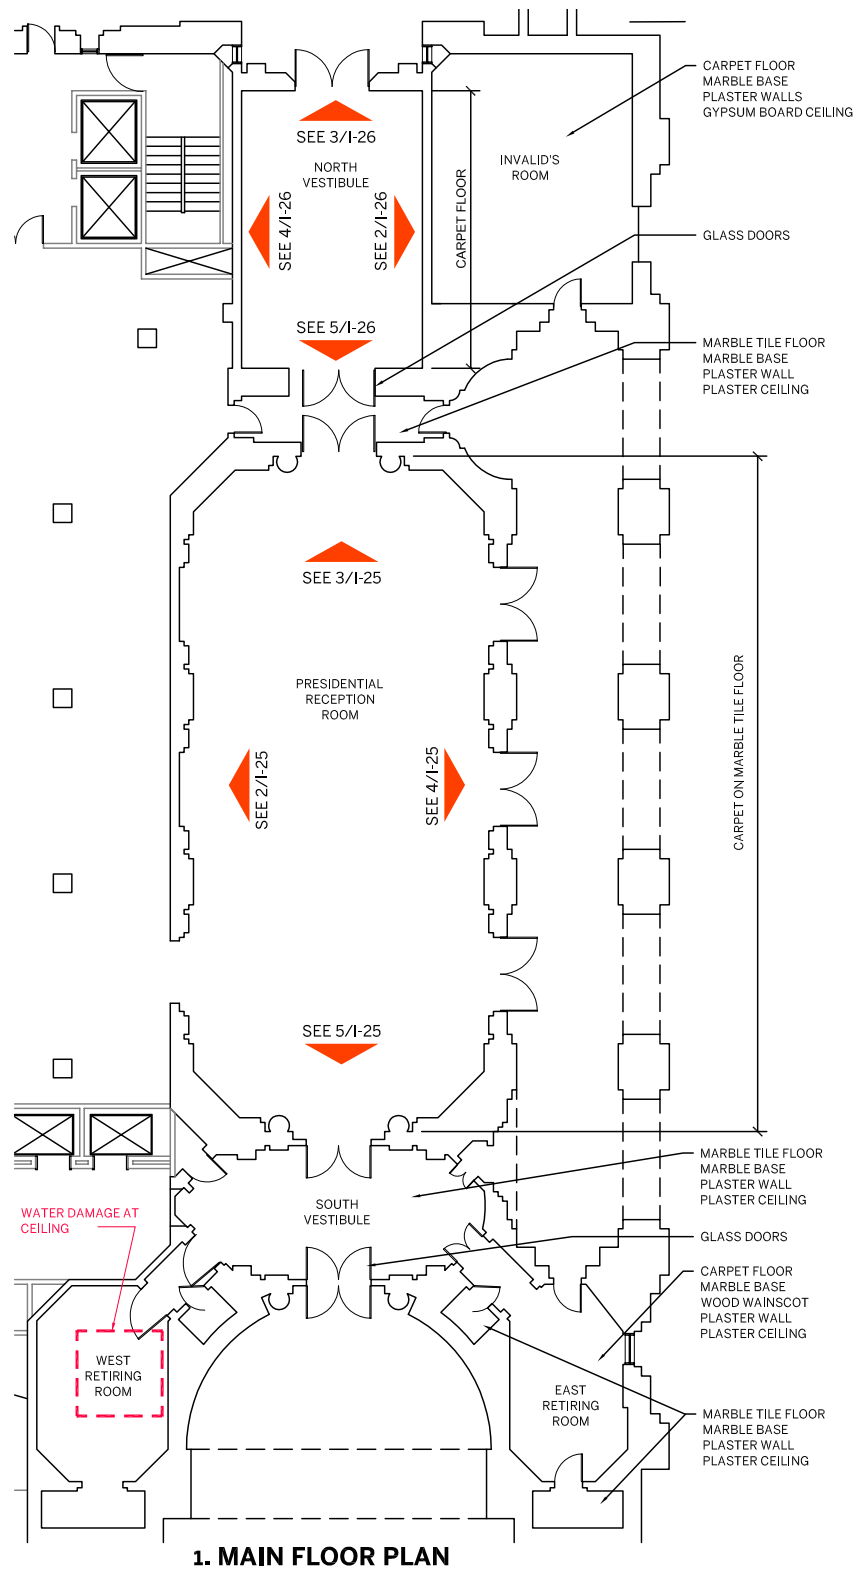 CARPET FLOOR
MARBLE BASE
PLASTER WALLS
GYPSUM BOARD CEILING
SEE 3/I-26
NORTH
VESTIBULE
INVALID'S
ROOM
SEE 4/I-26
SEE 2/I-26
CARPET FLOOR
GLASS DOORS
SEE 5/I-26
MARBLE TILE FLOOR
MARBLE BASE
PLASTER WALL
PLASTER CEILING
SEE 3/I-25
PRESIDENTIAL
RECEPTION
ROOM
SEE 2/I-25
SEE 4/I-25
CARPET ON MARBLE TILE FLOOR
SEE 5/I-25
MARBLE TILE FLOOR
MARBLE BASE
PLASTER WALL
PLASTER CEILING
WATER DAMAGE AT
CEILING
SOUTH
VESTIBULE
GLASS DOORS
CARPET FLOOR
MARBLE BASE
WOOD WAINSCOT
PLASTER WALL
PLASTER CEILING
WEST
RETIRING
ROOM
EAST
RETIRING
ROOM
MARBLE TILE FLOOR
MARBLE BASE
PLASTER WALL
PLASTER CEILING
1. MAIN FLOOR PLAN